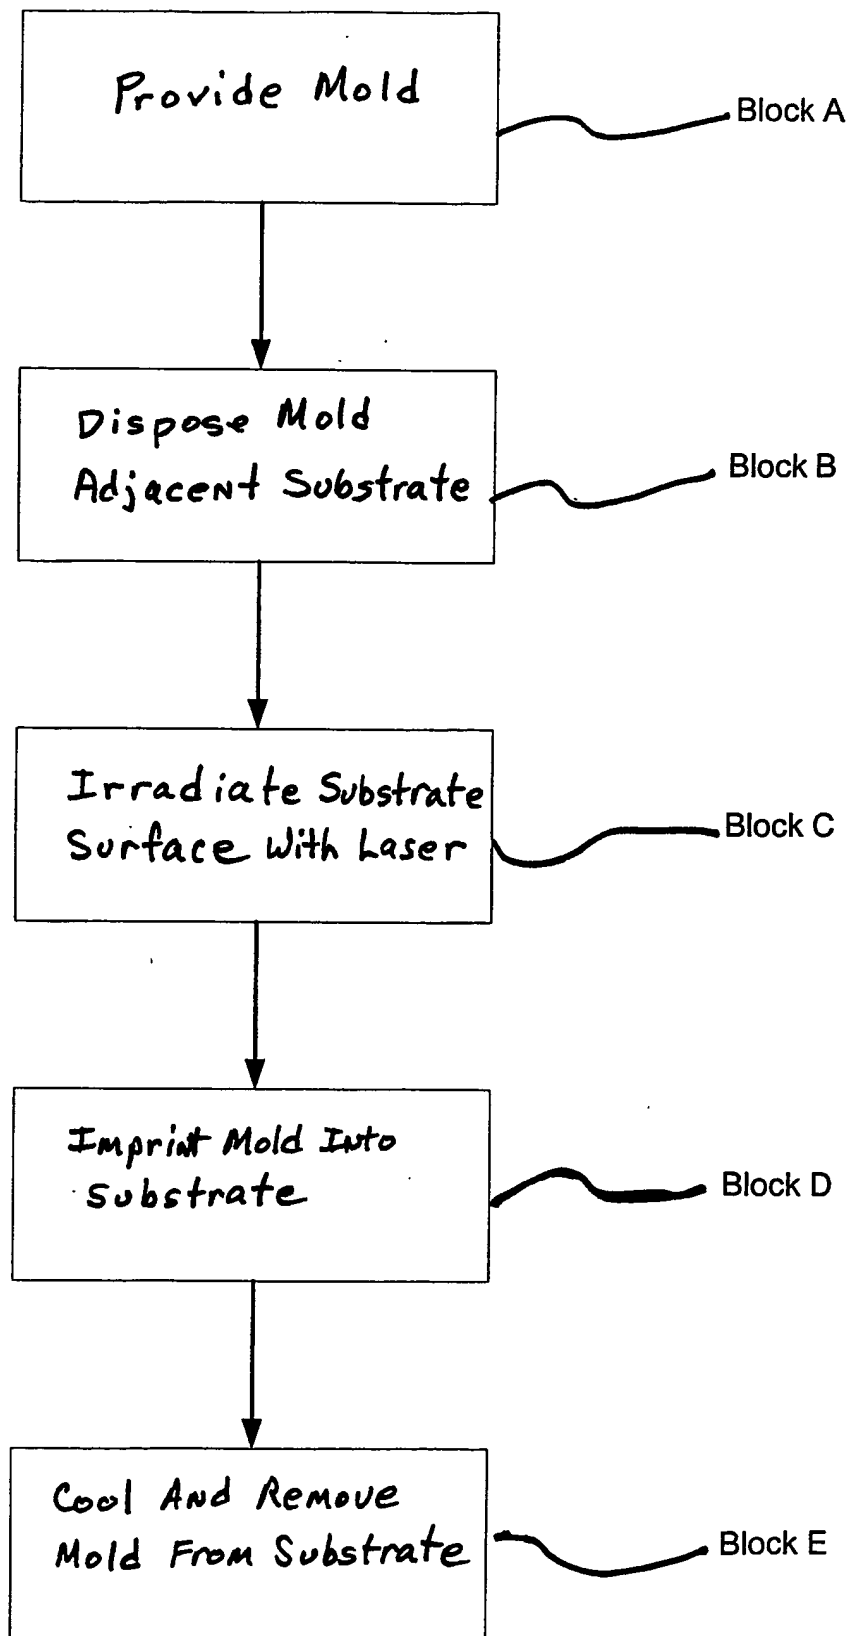 Provide Mold
Block A
Dispose Mold
Adjacent Substrate
Block B
Irradiate Substrate
Surface With Laser
Block C
Imprint Mold Into
Substrate
Block D
Cool And Remove
Mold From Substrate
Block E